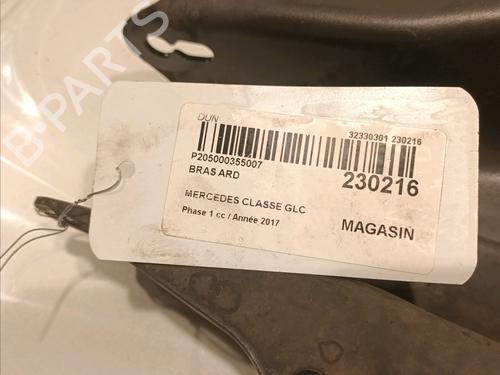 B-PARTS
DUN
32330301 230216
P205000355007
BRAS ARD
230216
MERCEDES CLASSE GLC
Phase 1 cc / Année 2017
MAGASIN